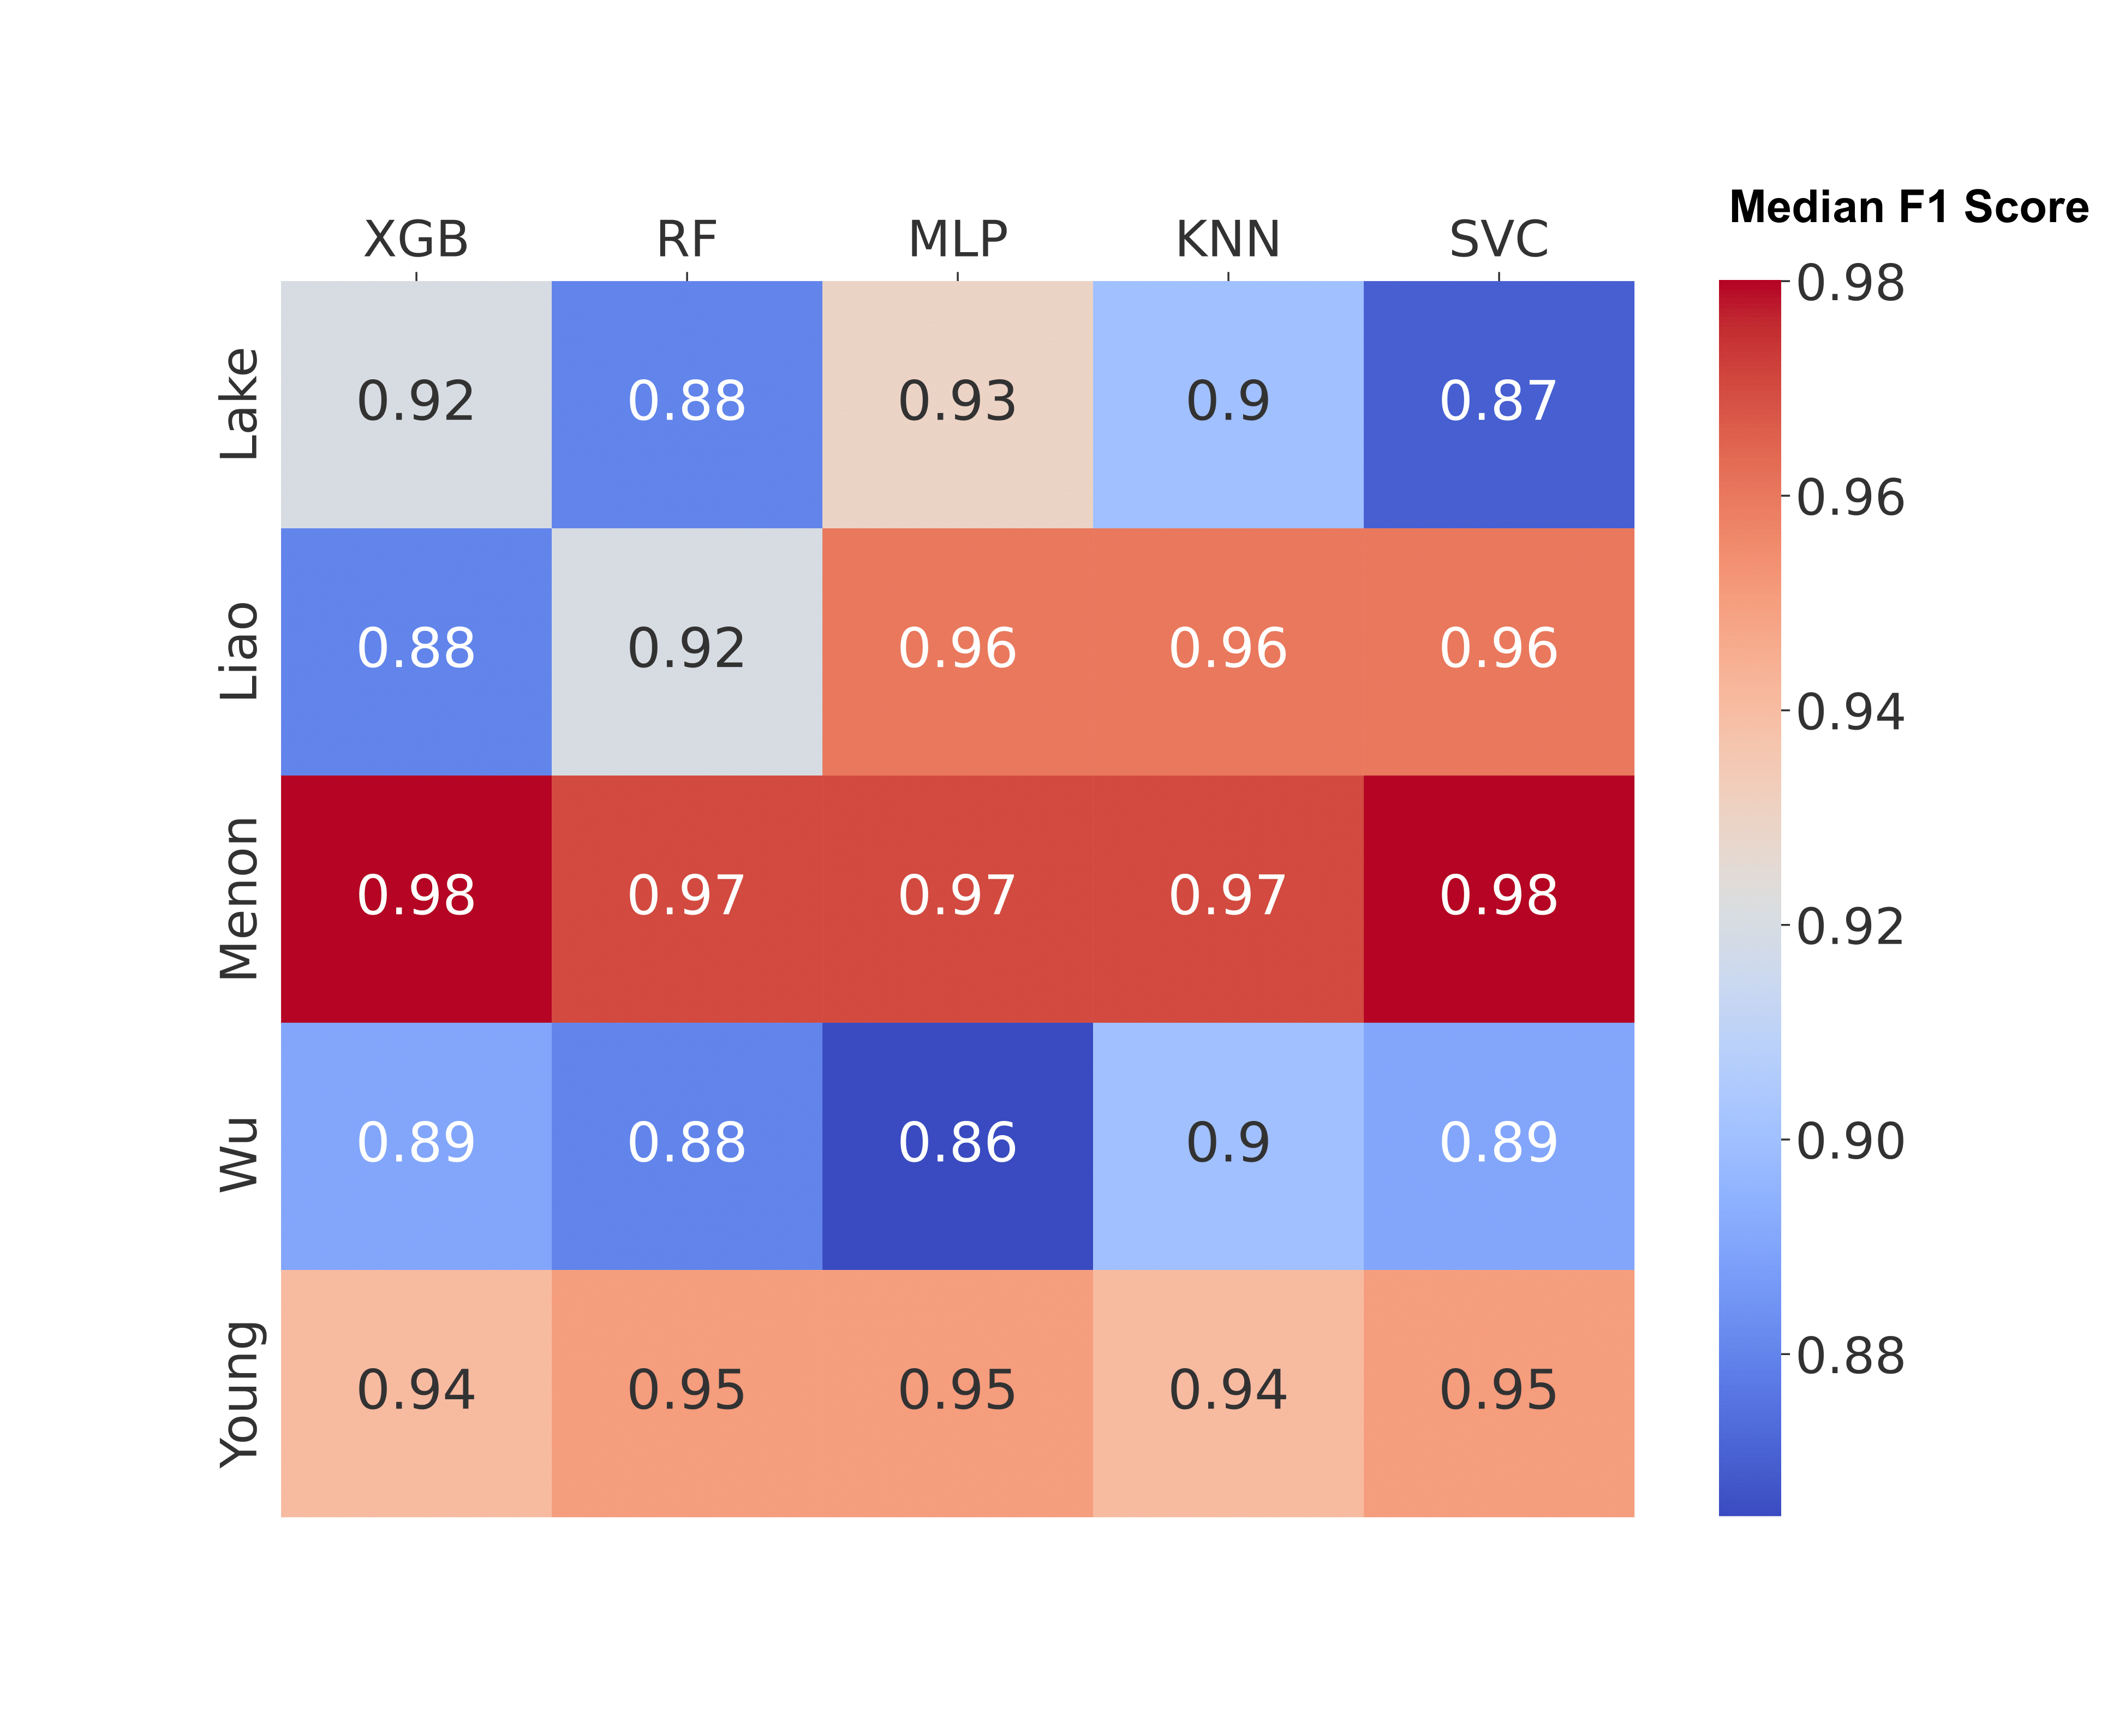 Median F1 Score
XGB RF MLP KNN SVC
Lake 0.92 0.88 0.93 0.9 0.87
Liao 0.88 0.92 0.96 0.96 0.96
Menon 0.98 0.97 0.97 0.97 0.98
Wu 0.89 0.88 0.86 0.9 0.89
Young 0.94 0.95 0.95 0.94 0.95
0.98
0.96
0.94
0.92
0.90
0.88